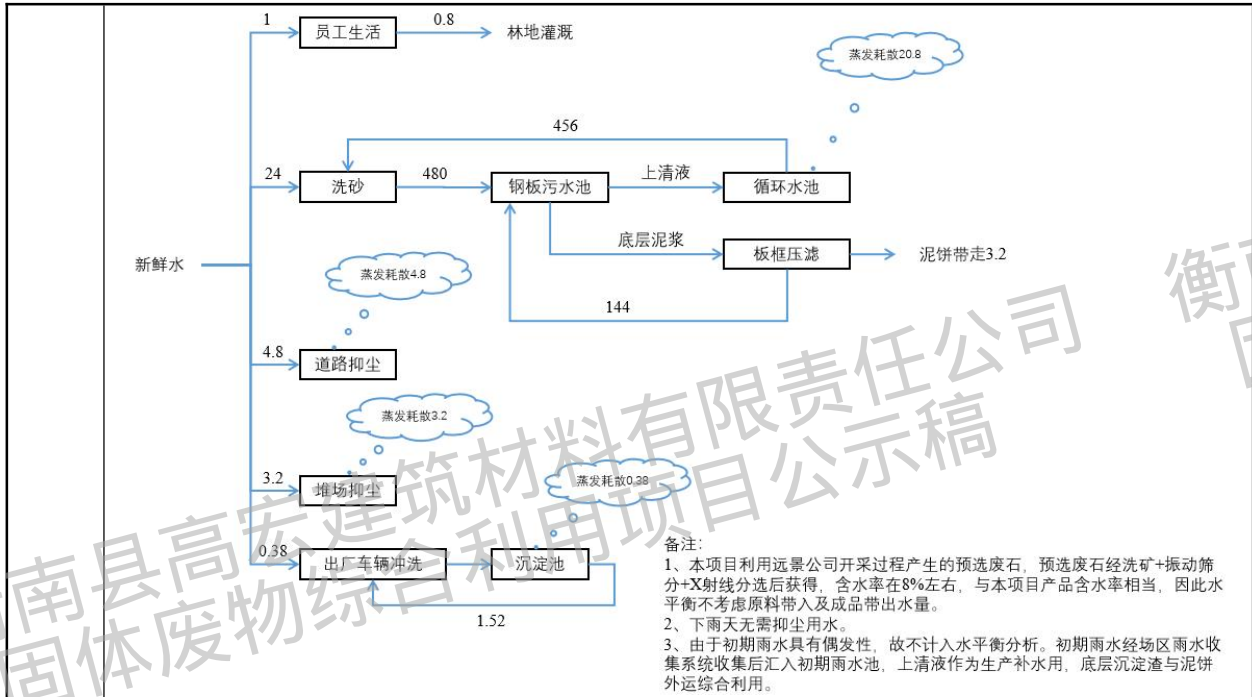 1
员工生活
0.8
林地灌溉
蒸发耗散20.8
456
24
洗砂
480
钢板污水池
上清液
循环水池
底层泥浆
板框压滤
泥饼带走3.2
新鲜水
蒸发耗散4.8
144
4.8
道路抑尘
蒸发耗散3.2
3.2
堆场抑尘
蒸发耗散0.38
0.38
出厂车辆冲洗
沉淀池
1.52
备注：
1、本项目利用远景公司开采过程产生的预选废石，预选废石经洗矿+振动筛
分+X射线分选后获得，含水率在8%左右，与本项目产品含水率相当，因此水
平衡不考虑原料带入及成品带出水量。
2、下雨天无需抑尘用水。
3、由于初期雨水具有偶发性，故不计入水平衡分析。初期雨水经场区雨水收
集系统收集后汇入初期雨水池，上清液作为生产补水用，底层沉淀渣与泥饼
外运综合利用。
南县高宏建筑材料有限责任公司
固体废物综合利用项目公示稿
衡